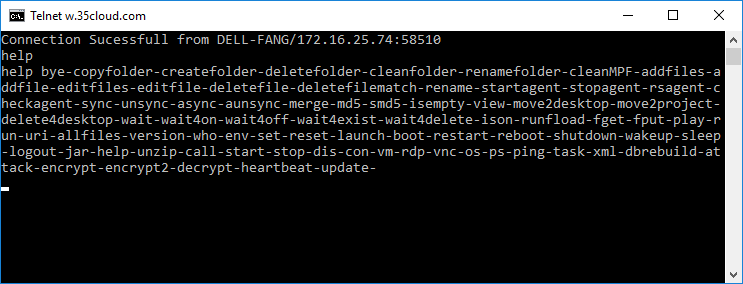 Telnet w.35cloud.com
Connection Sucessfull from DELL-FANG/172.16.25.74:58510
help
help bye-copyfolder-createfolder-deletefolder-cleanfolder-renamefolder-cleanMPF-addfiles-a
ddfile-editfiles-editfile-deletefile-deletefilematch-rename-startagent-stopagent-rsagent-c
heckagent-sync-unsync-async-aunsync-merge-md5-smd5-isempty-view-move2desktop-move2project-
delete4desktop-wait-wait4on-wait4off-wait4exist-wait4delete-ison-runfload-fget-fput-play-r
un-uri-allfiles-version-who-env-set-reset-launch-boot-restart-reboot-shutdown-wakeup-sleep
-logout-jar-help-unzip-call-start-stop-dis-con-vm-rdp-vnc-os-ps-ping-task-xml-dbrebuild-at
tack-encrypt-encrypt2-decrypt-heartbeat-update-